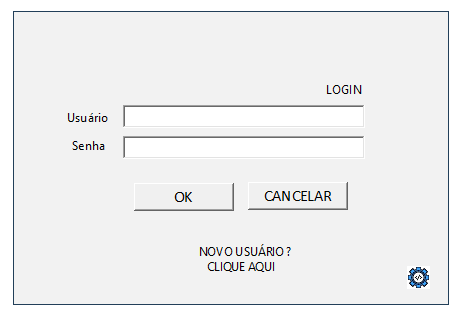 LOGIN
Usuário
Senha
OK CANCELAR
NOVO USUÁRIO ?
CLIQUE AQUI